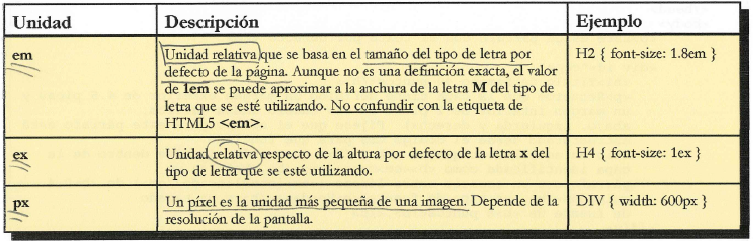 Unidad Descripción Ejemplo
em Unidad relativa que se basa en el tamaño del tipo de letra por H2 { font-size: 1.8em }
defecto de la página. Aunque no es una definición exacta, el valor
de 1em se puede aproximar a la anchura de la letra M del tipo de
letra que se esté utilizando. No confundir con la etiqueta de
HTML5 <em>.
ex Unidad relativa respecto de la altura por defecto de la letra x del H4 { font-size: 1ex }
tipo de letra que se esté utilizando.
px Un píxel es la unidad más pequeña de una imagen. Depende de la DIV { width: 600px }
resolución de la pantalla.